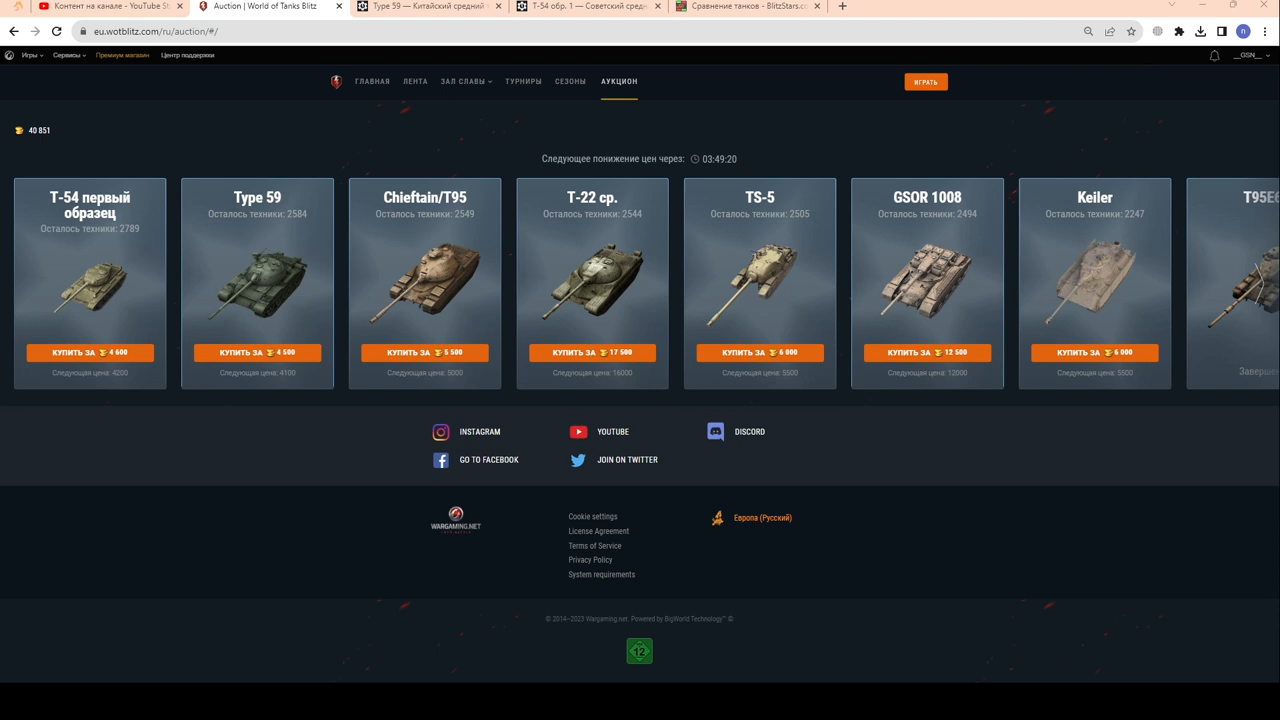 Контент на канале - YouTube St
Auction | World of Tanks Blitz
Type 59 — Китайский средний
Т-54 обр. 1 — Советский средн
Сравнение танков - BlitzStars.co
eu.wotblitz.com/ru/auction/#/
п
Игры
Сервисы
Премиум магазин
Центр поддержки
__GSN__
ГЛАВНАЯ
ЛЕНТА
ЗАЛ СЛАВЫ
ТУРНИРЫ
СЕЗОНЫ
АУКЦИОН
ИГРАТЬ
40 851
Следующее понижение цен через: 03:49:20
Т-54 первый
образец
Осталось техники: 2789
КУПИТЬ ЗА 4 600
Следующая цена: 4200
Type 59
Осталось техники: 2584
КУПИТЬ ЗА 4 500
Следующая цена: 4100
Chieftain/T95
Осталось техники: 2549
КУПИТЬ ЗА 5 500
Следующая цена: 5000
Т-22 ср.
Осталось техники: 2544
КУПИТЬ ЗА 17 500
Следующая цена: 16000
TS-5
Осталось техники: 2505
КУПИТЬ ЗА 6 000
Следующая цена: 5500
GSOR 1008
Осталось техники: 2494
КУПИТЬ ЗА 12 500
Следующая цена: 12000
Keiler
Осталось техники: 2247
КУПИТЬ ЗА 6 000
Следующая цена: 5500
T95E6
Заверше
INSTAGRAM
YOUTUBE
DISCORD
GO TO FACEBOOK
JOIN ON TWITTER
WARGAMING.NET
LET'S BATTLE
Cookie settings
License Agreement
Terms of Service
Privacy Policy
System requirements
Европа (Русский)
© 2014–2023 Wargaming.net. Powered by BigWorld Technology™ ©
12